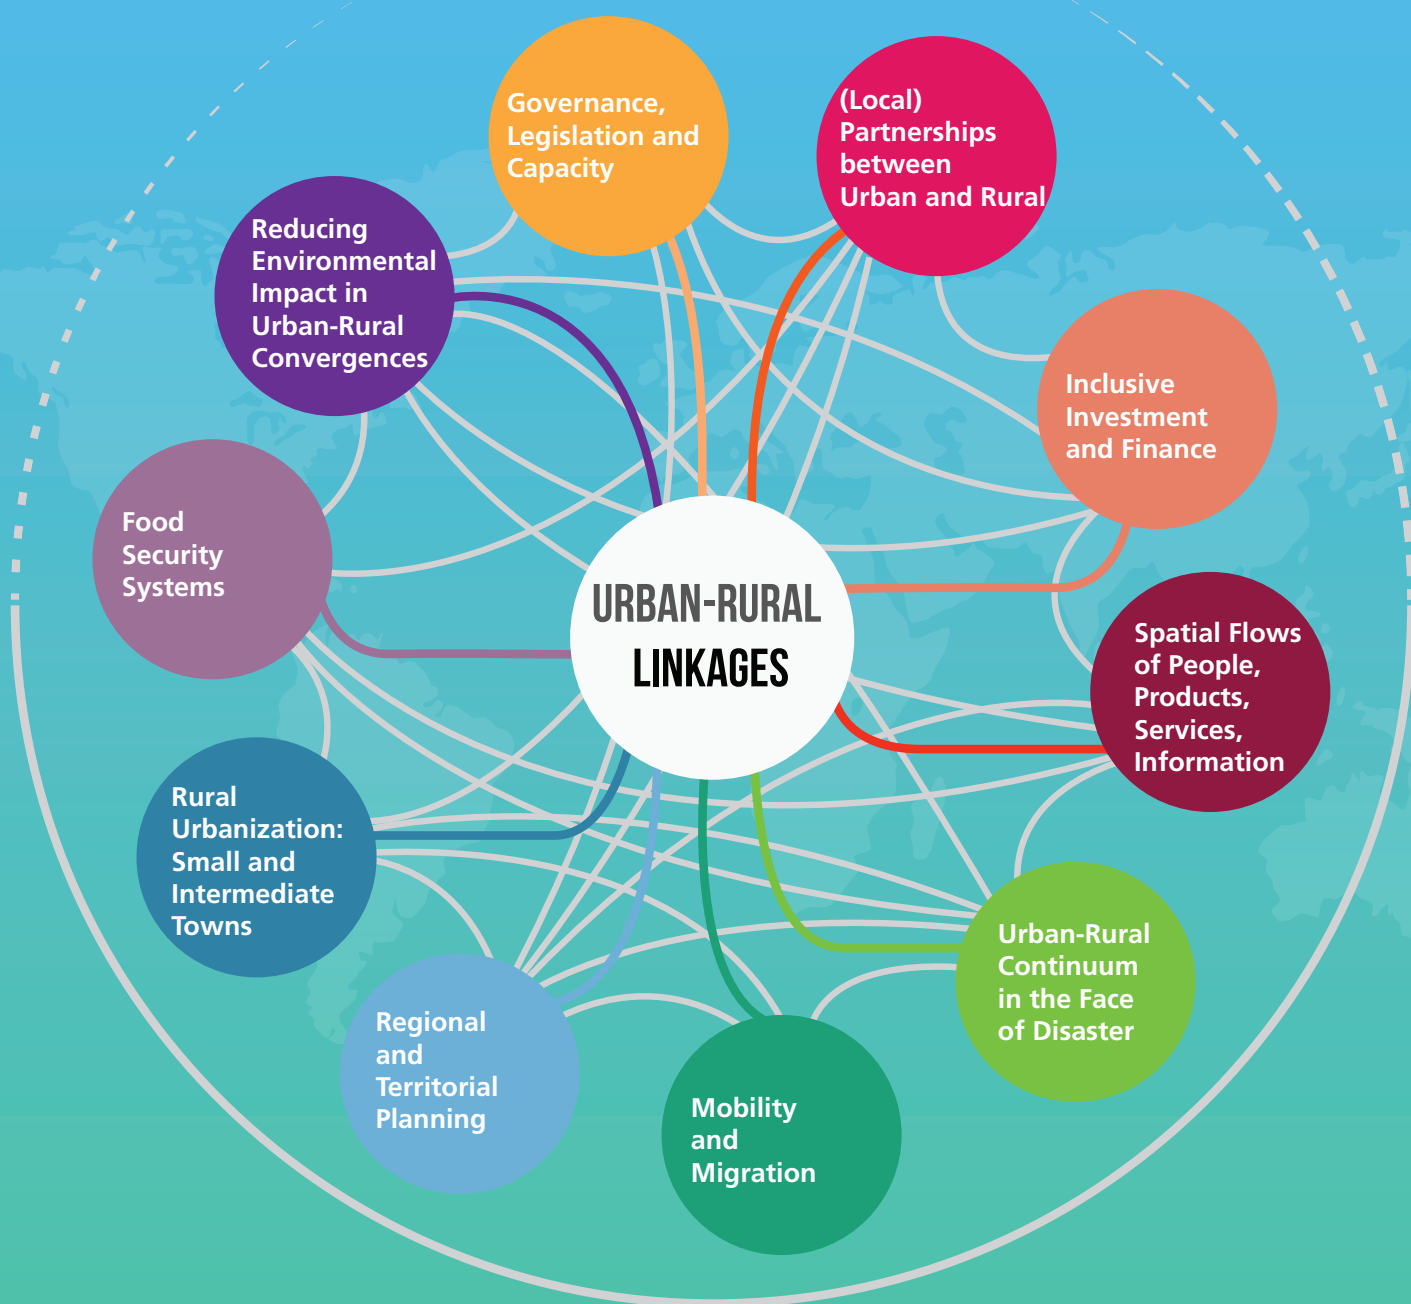 Governance,
Legislation and
Capacity
(Local)
Partnerships
between
Urban and Rural
Reducing
Environmental
Impact in
Urban-Rural
Convergences
Inclusive
Investment
and Finance
Food
Security
Systems
URBAN-RURAL
LINKAGES
Spatial Flows
of People,
Products,
Services,
Information
Rural
Urbanization:
Small and
Intermediate
Towns
Urban-Rural
Continuum
in the Face
of Disaster
Regional
and
Territorial
Planning
Mobility
and
Migration